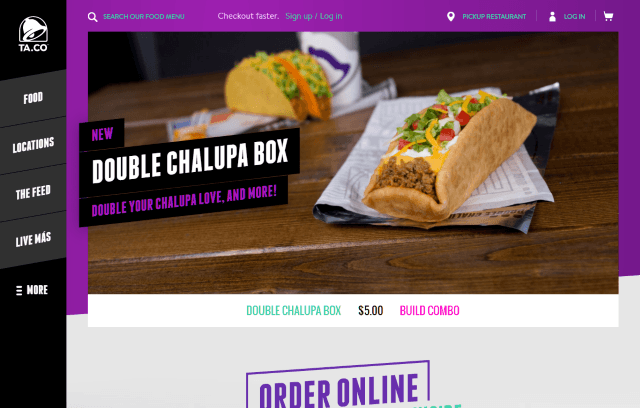 SEARCH OUR FOOD MENU
Checkout faster. Sign up / Log in
PICKUP RESTAURANT
LOG IN
TA.CO
FOOD
LOCATIONS
THE FEED
LIVE MÁS
MORE
NEW
DOUBLE CHALUPA BOX
DOUBLE YOUR CHALUPA LOVE, AND MORE!
DOUBLE CHALUPA BOX $5.00 BUILD COMBO
ORDER ONLINE